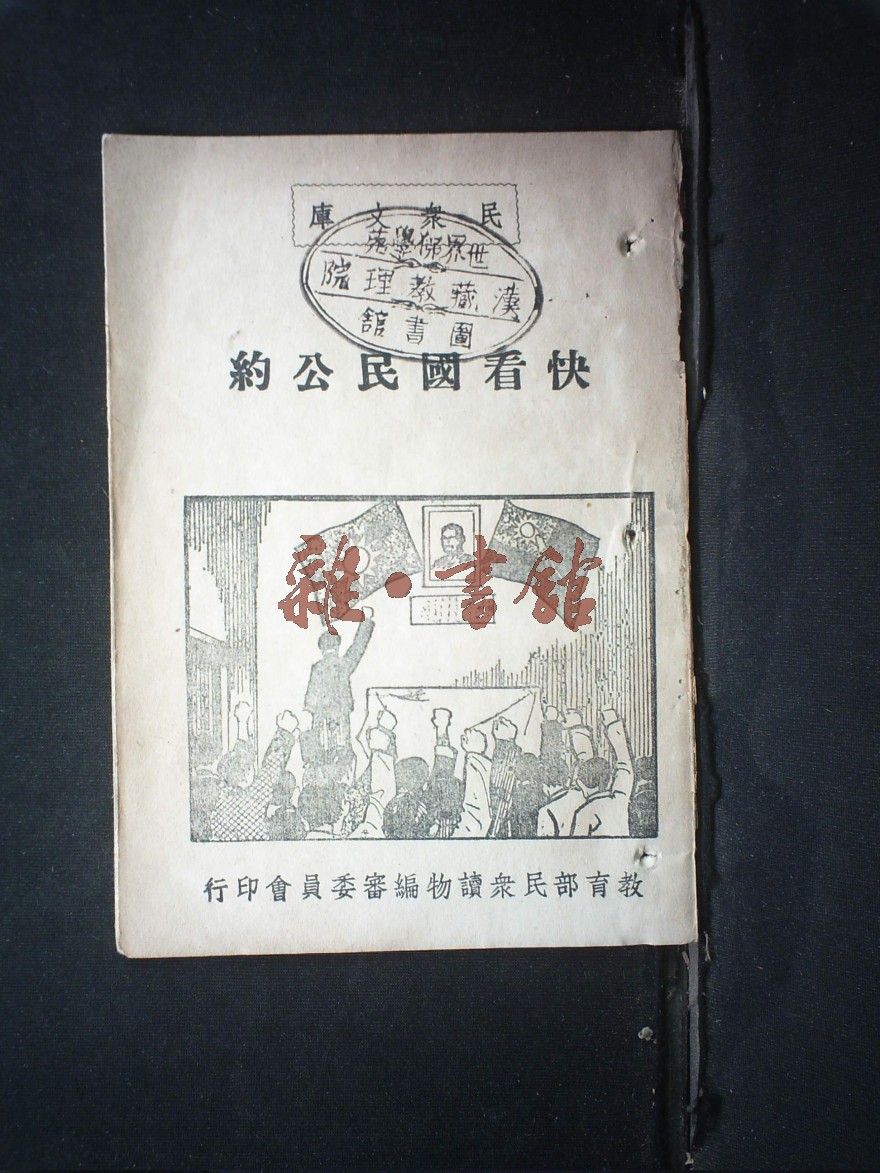 民衆文庫
世界佛學苑
漢藏教理院
圖書館
快看國民公約
雜·書館
教育部民衆讀物編審委員會印行